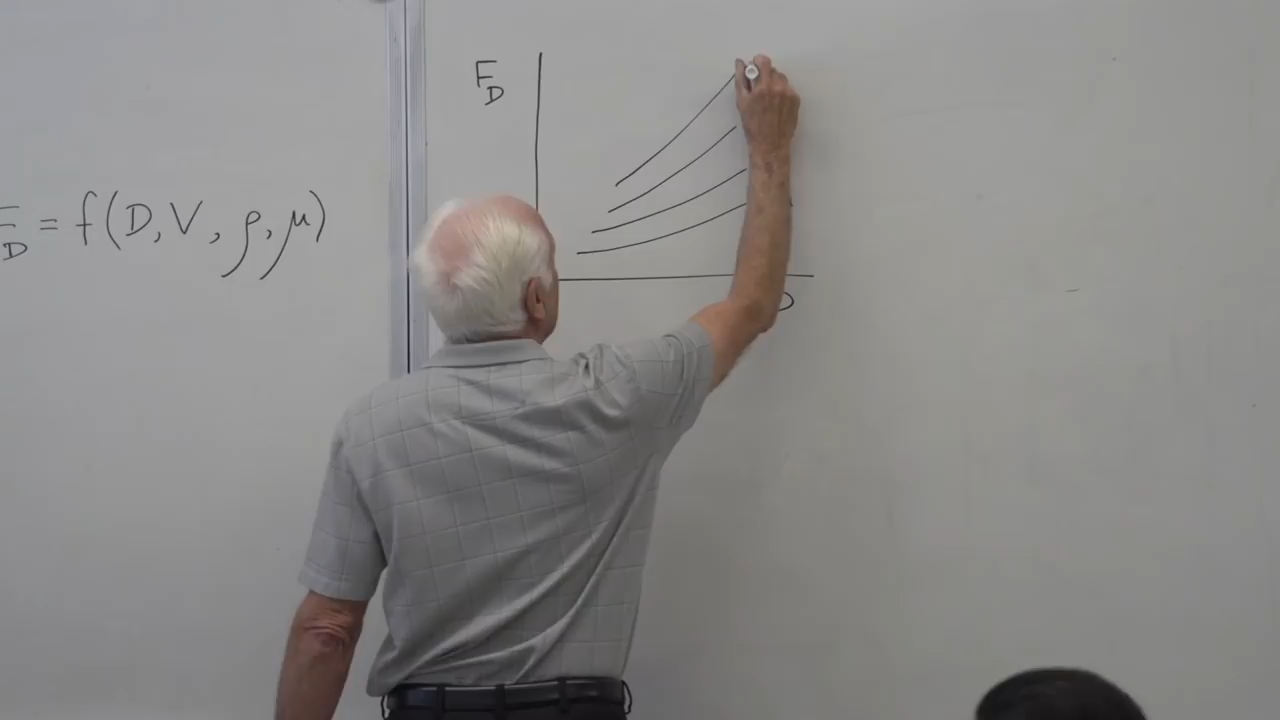 F_D = f(D, V, ρ, μ)
F_D
D